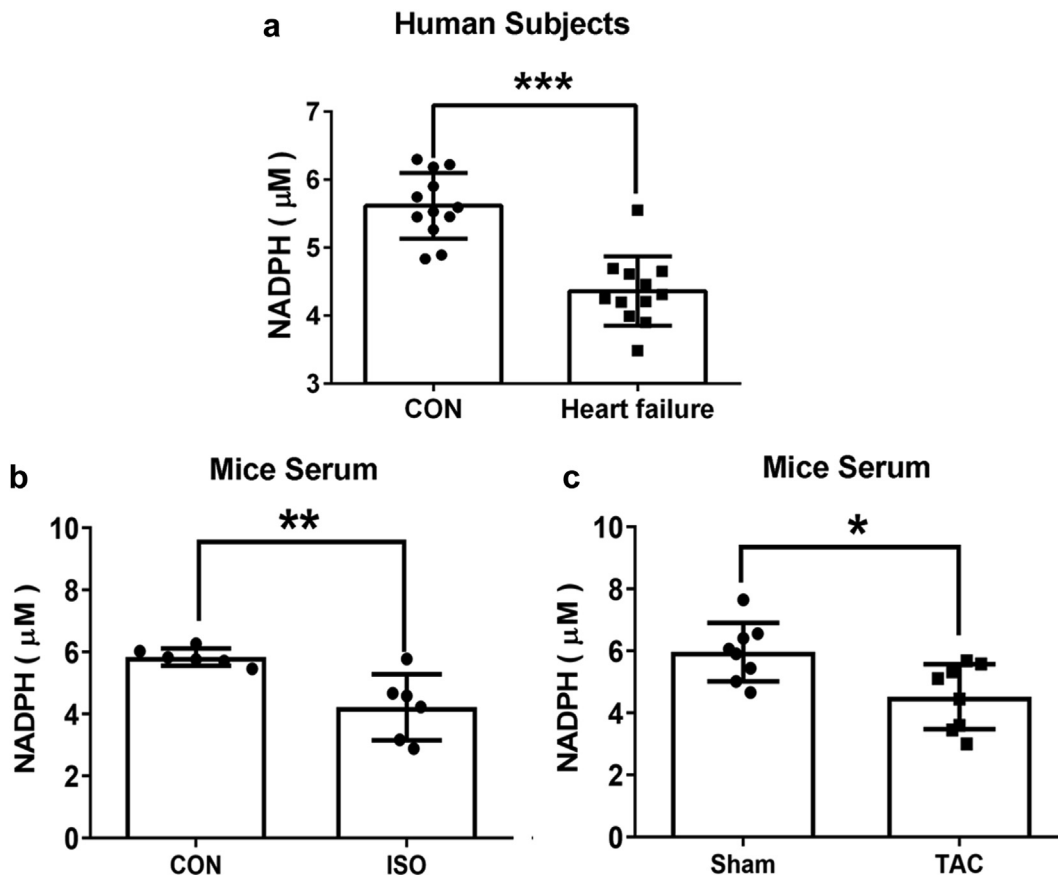 a
Human Subjects
***
NADPH ( μM )
7
6
5
4
3
CON
Heart failure
b
Mice Serum
**
NADPH ( μM )
10
8
6
4
2
0
CON
ISO
c
Mice Serum
*
NADPH ( μM )
10
8
6
4
2
0
Sham
TAC